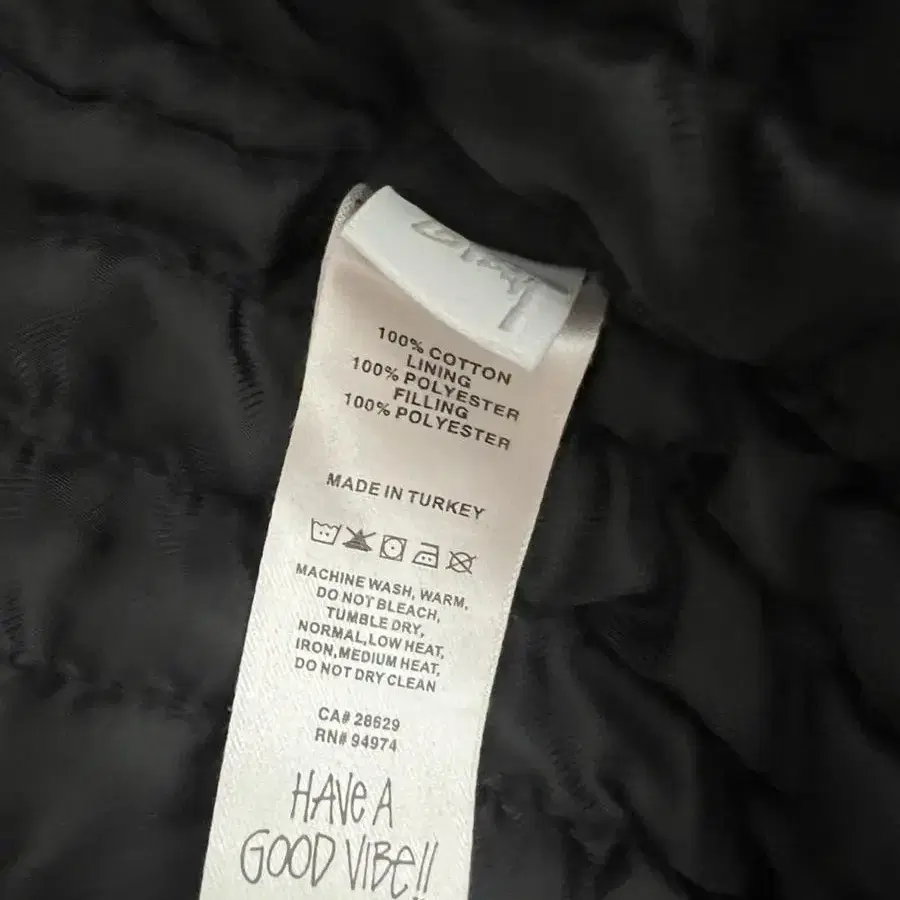 100% COTTON
LINING
100% POLYESTER
FILLING
100% POLYESTER
MADE IN TURKEY
MACHINE WASH, WARM,
DO NOT BLEACH,
TUMBLE DRY,
NORMAL,LOW HEAT,
IRON,MEDIUM HEAT,
DO NOT DRY CLEAN
CA# 28629
RN# 94974
HAVE A
GOOD VIBE!!